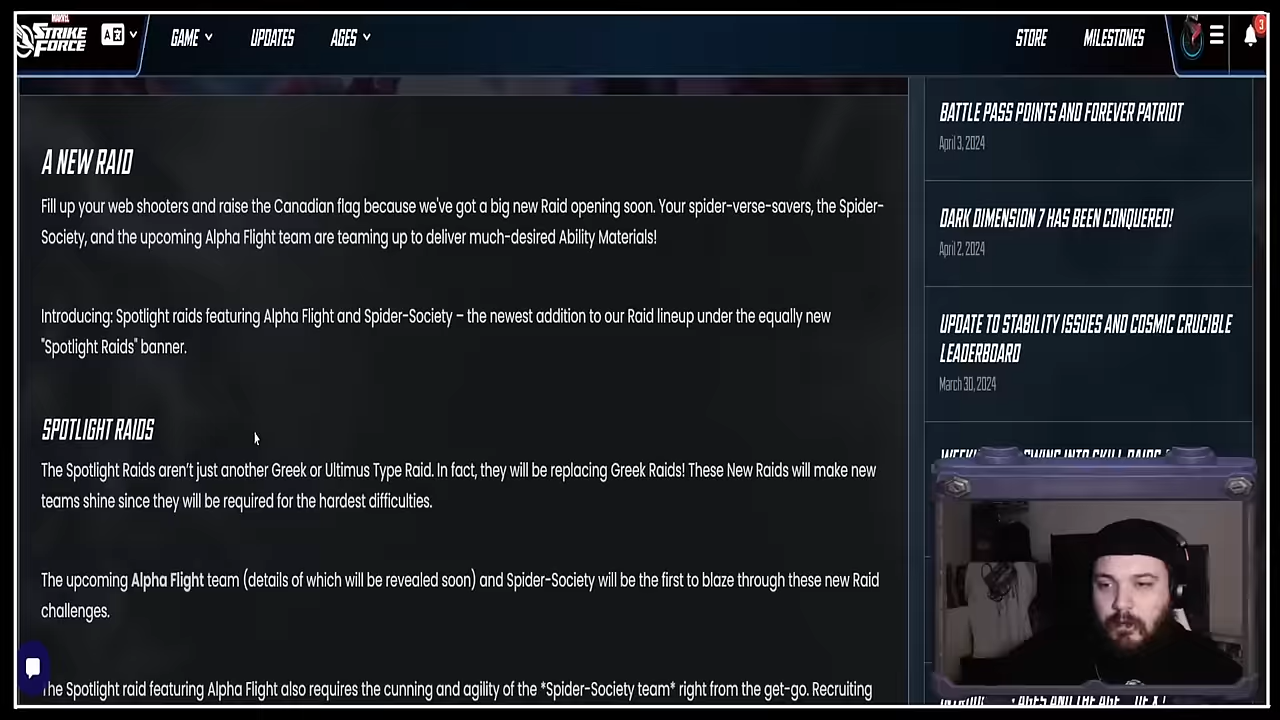 MARVEL
STRIKE
FORCE
GAME
UPDATES
AGES
STORE
MILESTONES
3
A NEW RAID
Fill up your web shooters and raise the Canadian flag because we've got a big new Raid opening soon. Your spider-verse-savers, the Spider-
Society, and the upcoming Alpha Flight team are teaming up to deliver much-desired Ability Materials!
Introducing: Spotlight raids featuring Alpha Flight and Spider-Society – the newest addition to our Raid lineup under the equally new
"Spotlight Raids" banner.
SPOTLIGHT RAIDS
The Spotlight Raids aren't just another Greek or Ultimus Type Raid. In fact, they will be replacing Greek Raids! These New Raids will make new
teams shine since they will be required for the hardest difficulties.
The upcoming Alpha Flight team (details of which will be revealed soon) and Spider-Society will be the first to blaze through these new Raid
challenges.
The Spotlight raid featuring Alpha Flight also requires the cunning and agility of the *Spider-Society team* right from the get-go. Recruiting
BATTLE PASS POINTS AND FOREVER PATRIOT
April 3, 2024
DARK DIMENSION 7 HAS BEEN CONQUERED!
April 2, 2024
UPDATE TO STABILITY ISSUES AND COSMIC CRUCIBLE
LEADERBOARD
March 30, 2024